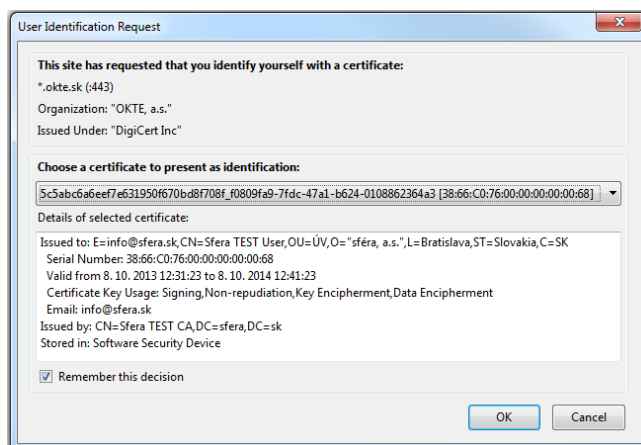 User Identification Request
This site has requested that you identify yourself with a certificate:
*.okte.sk (:443)
Organization: "OKTE, a.s."
Issued Under: "DigiCert Inc"
Choose a certificate to present as identification:
5c5abc6a6eef7e631950f670bd8f708f_f0809fa9-7fdc-47a1-b624-0108862364a3 [38:66:C0:76:00:00:00:00:00:68]
Details of selected certificate:
Issued to: E=info@sfera.sk,CN=Sfera TEST User,OU=ÚV,O="sféra, a.s.",L=Bratislava,ST=Slovakia,C=SK
Serial Number: 38:66:C0:76:00:00:00:00:00:68
Valid from 8. 10. 2013 12:31:23 to 8. 10. 2014 12:41:23
Certificate Key Usage: Signing,Non-repudiation,Key Encipherment,Data Encipherment
Email: info@sfera.sk
Issued by: CN=Sfera TEST CA,DC=sfera,DC=sk
Stored in: Software Security Device
Remember this decision
OK Cancel